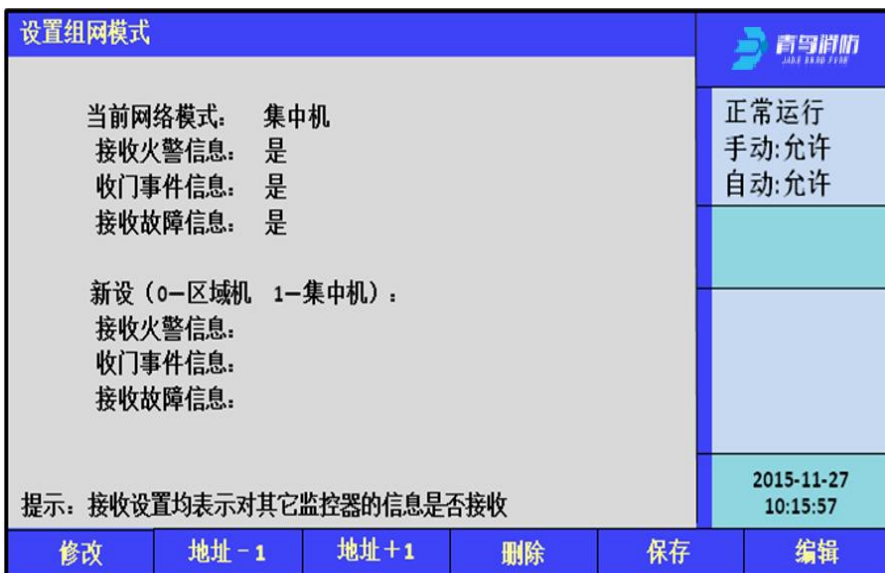 设置组网模式
青鸟消防
JADE BIRD FIRE
当前网络模式： 集中机
接收火警信息： 是
收门事件信息： 是
接收故障信息： 是
新设（0—区域机 1—集中机）：
接收火警信息：
收门事件信息：
接收故障信息：
提示：接收设置均表示对其它监控器的信息是否接收
正常运行
手动:允许
自动:允许
2015-11-27
10:15:57
修改 地址－1 地址＋1 删除 保存 编辑